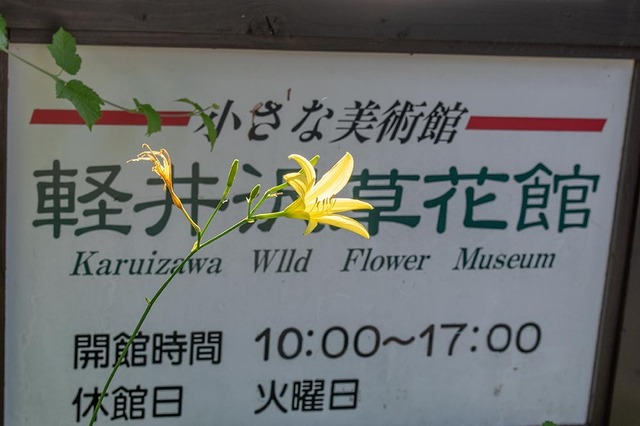 小さな美術館
軽井沢草花館
Karuizawa Wlld Flower Museum
開館時間 10:00～17:00
休館日 火曜日